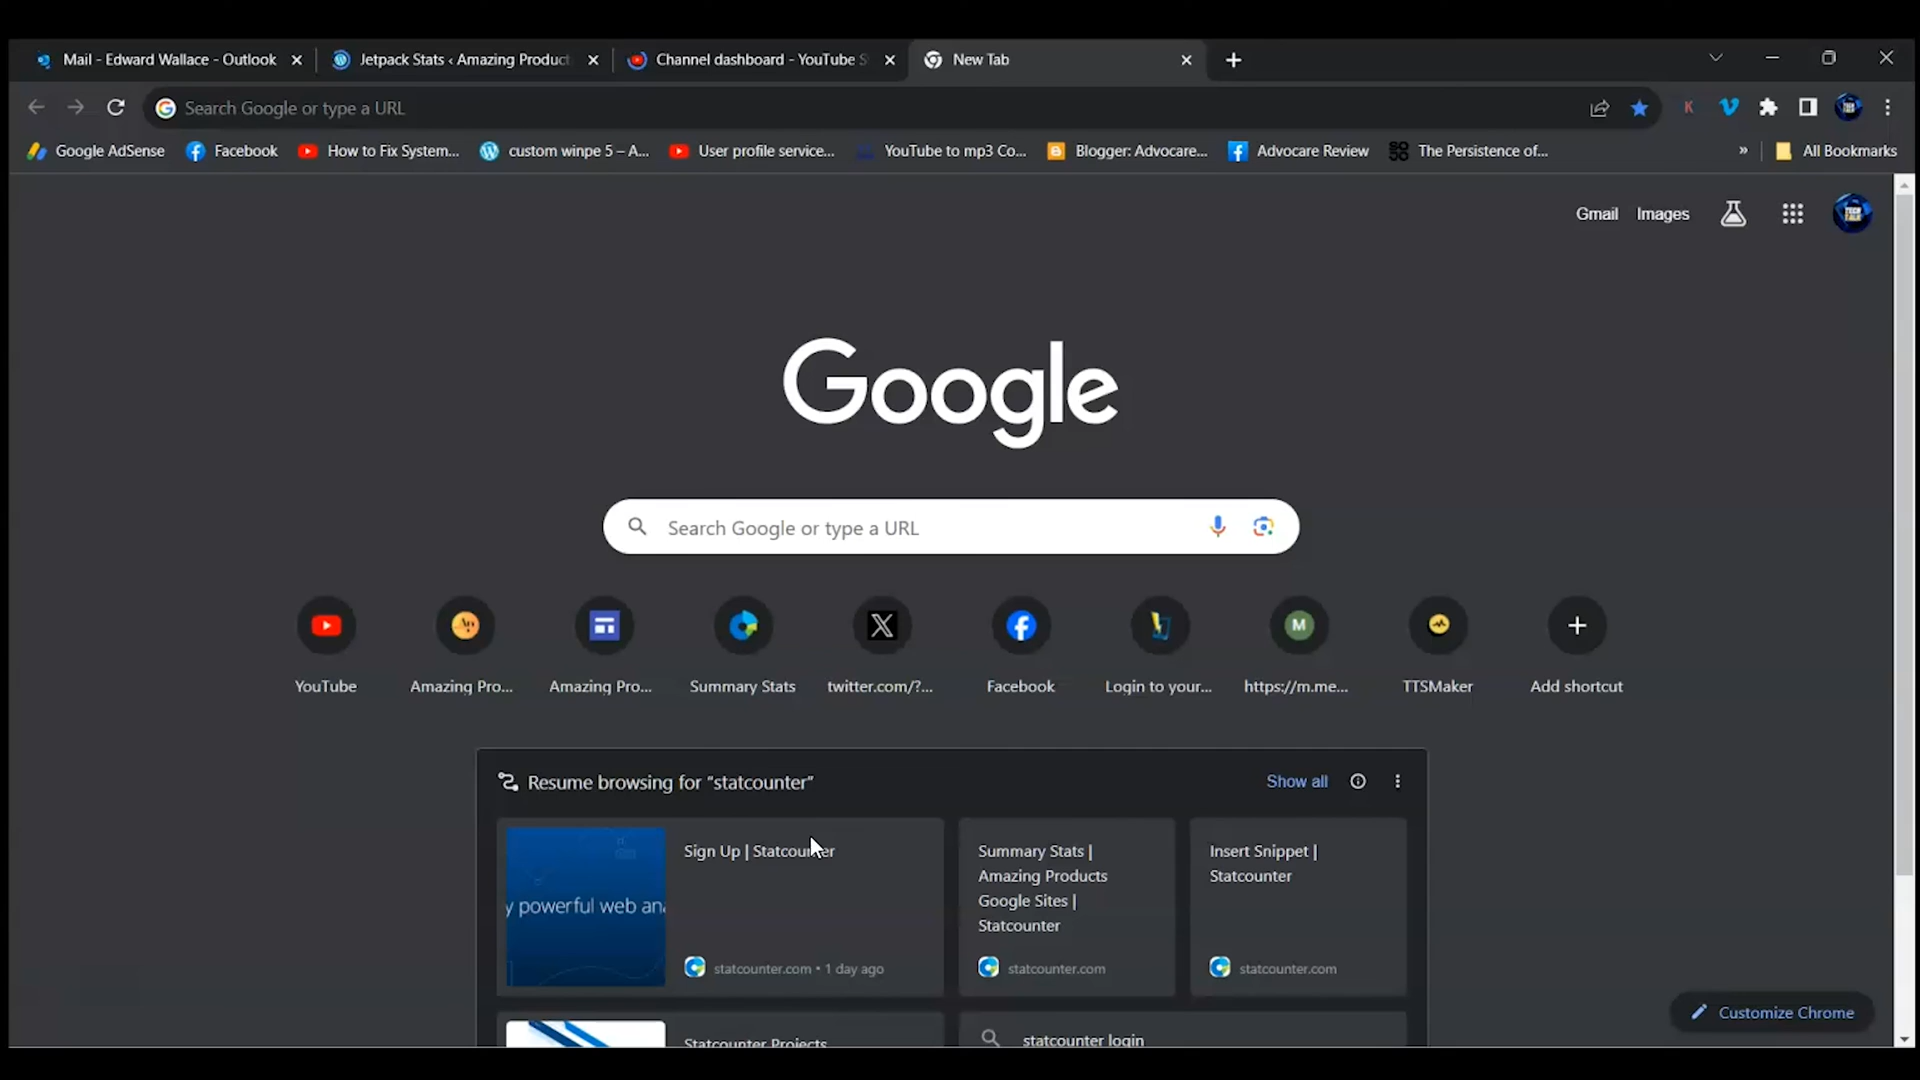 Mail - Edward Wallace - Outlook
Jetpack Stats ‹ Amazing Product
Channel dashboard - YouTube S
New Tab
Search Google or type a URL
K
Google AdSense
Facebook
How to Fix System...
custom winpe 5 – A...
User profile service...
YouTube to mp3 Co...
Blogger: Advocare...
Advocare Review
The Persistence of...
»
All Bookmarks
Gmail
Images
Google
Search Google or type a URL
M
YouTube
Amazing Pro...
Amazing Pro...
Summary Stats
twitter.com/?...
Facebook
Login to your...
https://m.me...
TTSMaker
Add shortcut
Resume browsing for “statcounter”
Show all
y powerful web ana
Sign Up | Statcounter
statcounter.com • 1 day ago
Summary Stats |
Amazing Products
Google Sites |
Statcounter
statcounter.com
Insert Snippet |
Statcounter
statcounter.com
Statcounter Projects
statcounter login
Customize Chrome